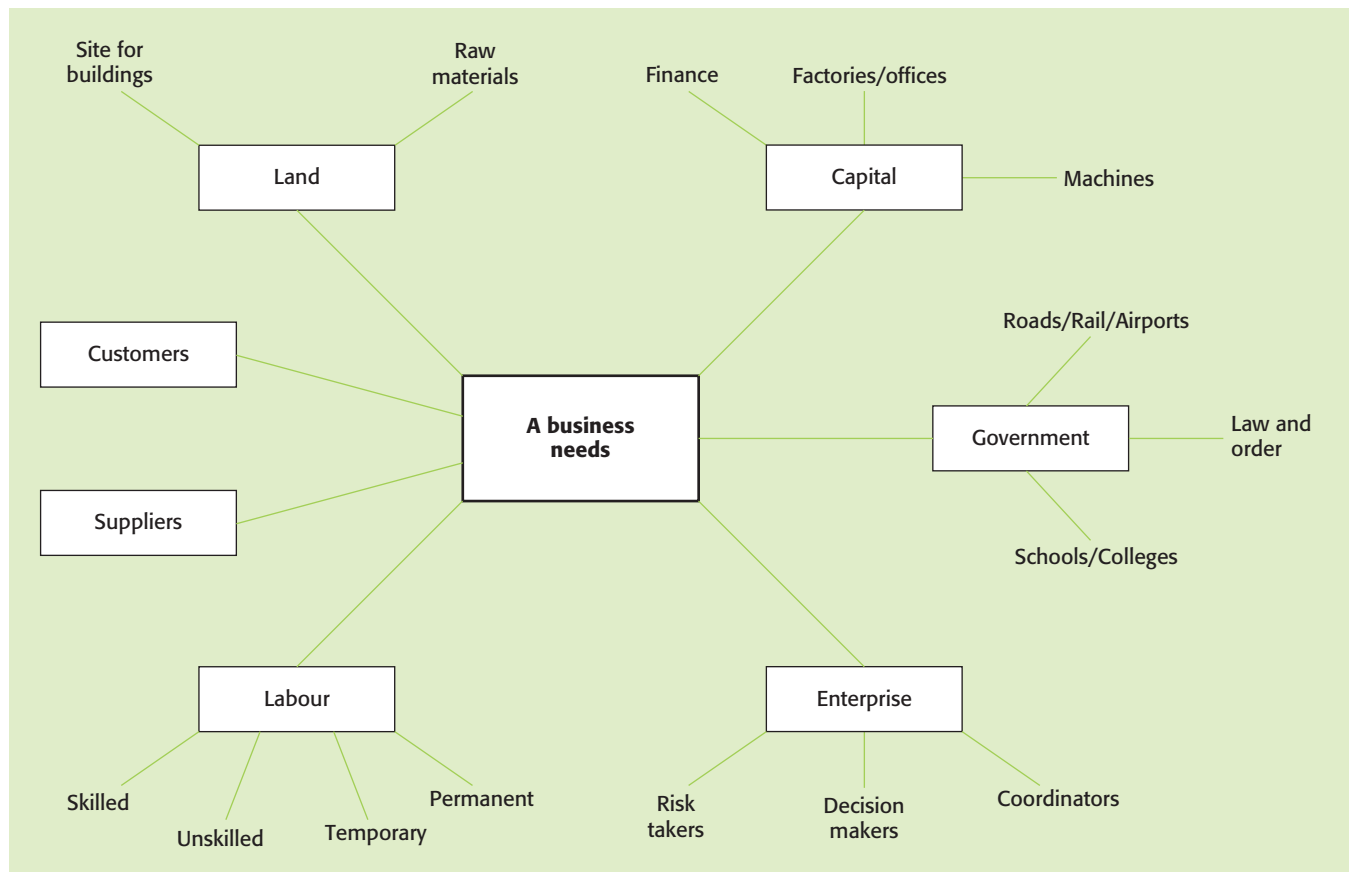 Site for
buildings
Raw
materials
Finance
Factories/offices
Land
Capital
Machines
Customers
Roads/Rail/Airports
A business
needs
Government
Law and
order
Suppliers
Schools/Colleges
Labour
Enterprise
Skilled
Unskilled
Temporary
Permanent
Risk
takers
Decision
makers
Coordinators